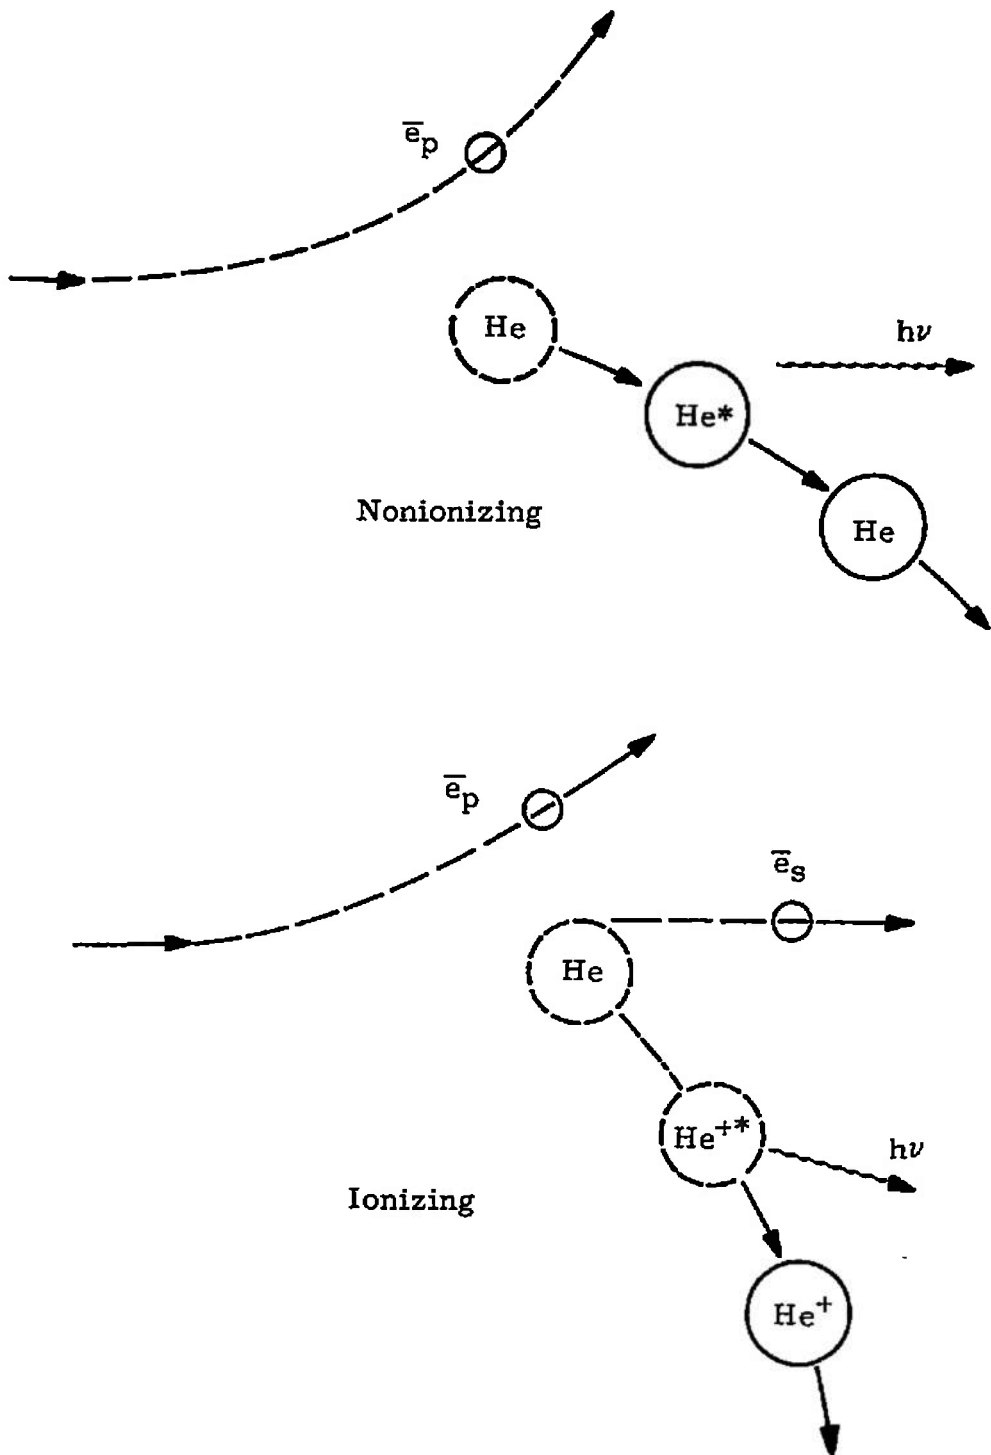 e̅p
He
hν
He*
He
Nonionizing
e̅p
e̅s
He
He⁺*
hν
Ionizing
He⁺